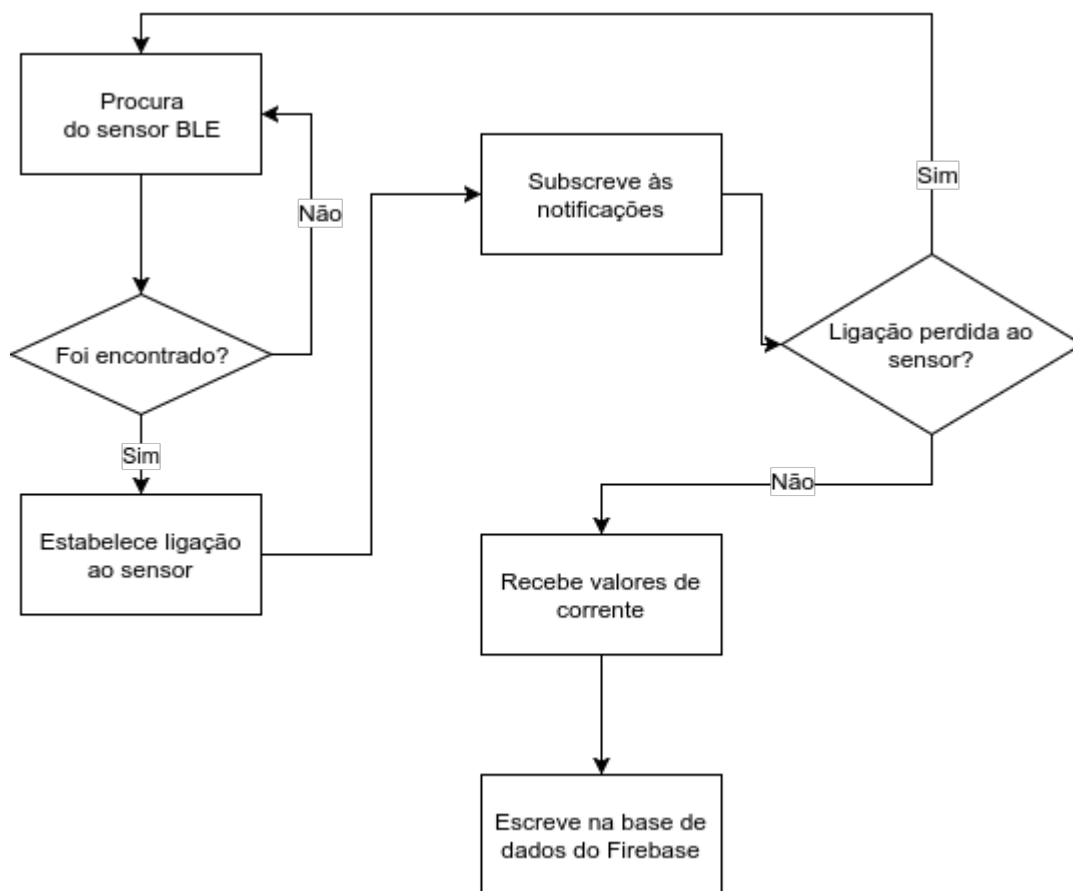 Procura
do sensor BLE
Não
Foi encontrado?
Sim
Estabelece ligação
ao sensor
Subscreve às
notificações
Sim
Ligação perdida ao
sensor?
Não
Recebe valores de
corrente
Escreve na base de
dados do Firebase